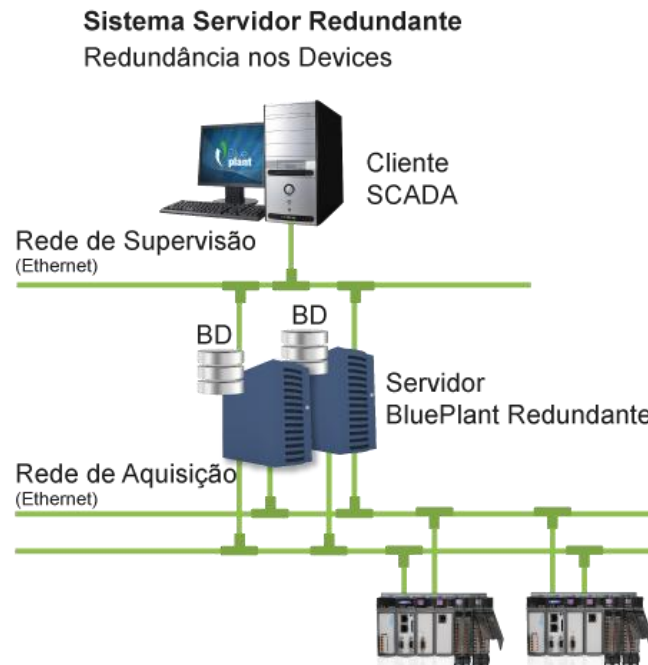 Sistema Servidor Redundante
Redundância nos Devices
plant
Cliente
SCADA
Rede de Supervisão
(Ethernet)
BD
BD
Servidor
BluePlant Redundante
Rede de Aquisição
(Ethernet)